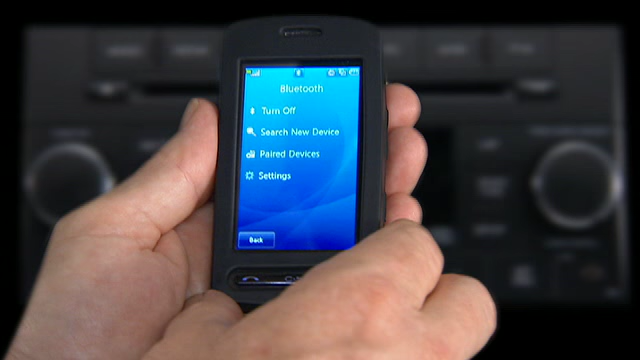 Bluetooth
Turn Off
Search New Device
Paired Devices
Settings
Back